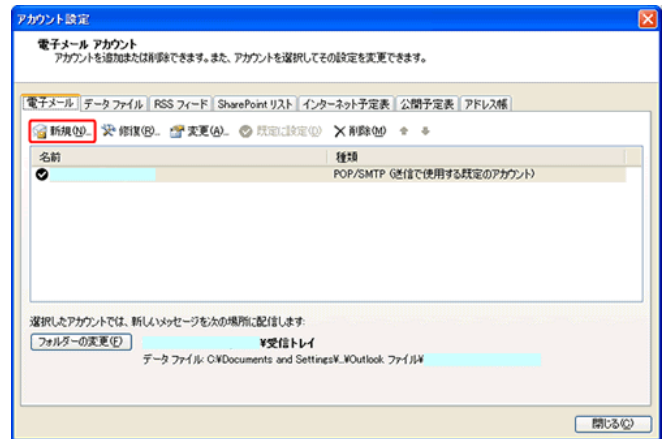 アカウント設定
電子メール アカウント
アカウントを追加または削除できます。また、アカウントを選択してその設定を変更できます。
電子メール データ ファイル RSS フィード SharePoint リスト インターネット予定表 公開予定表 アドレス帳
新規(N)... 修復(R)... 変更(A)... 既定に設定(D) 削除(M)
名前 種類
POP/SMTP (送信で使用する既定のアカウント)
選択したアカウントでは、新しいメッセージを次の場所に配信します:
フォルダーの変更(F) ¥受信トレイ
データ ファイル: C:¥Documents and Settings¥...¥Outlook ファイル¥
閉じる(C)